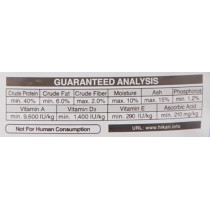 GUARANTEED ANALYSIS
Crude Protein Crude Fat Crude Fiber Moisture Ash Phosphorus
min. 40% min. 6.0% max. 2.0% max. 10% max. 15% min. 1.2%
Vitamin A Vitamin D3 Vitamin E Ascorbic Acid
min. 9,600 IU/kg min. 1,400 IU/kg min. 290 IU/kg min. 210 mg/kg
Not For Human Consumption URL: www.hikari.info